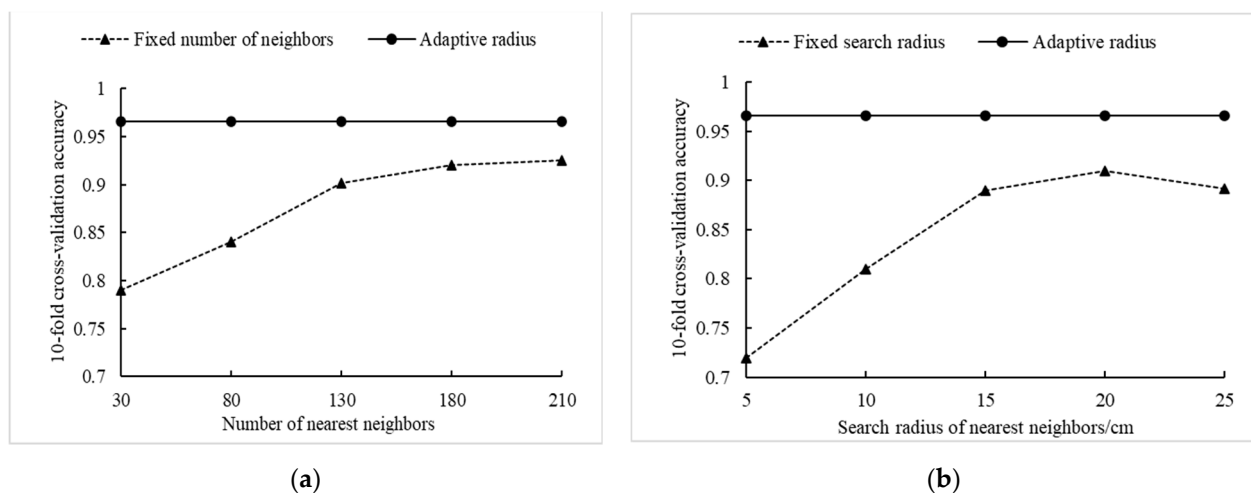 Fixed number of neighbors Adaptive radius
10-fold cross-validation accuracy
1
0.95
0.9
0.85
0.8
0.75
0.7
30 80 130 180 210
Number of nearest neighbors
(a)
Fixed search radius Adaptive radius
10-fold cross-validation accuracy
1
0.95
0.9
0.85
0.8
0.75
0.7
5 10 15 20 25
Search radius of nearest neighbors/cm
(b)